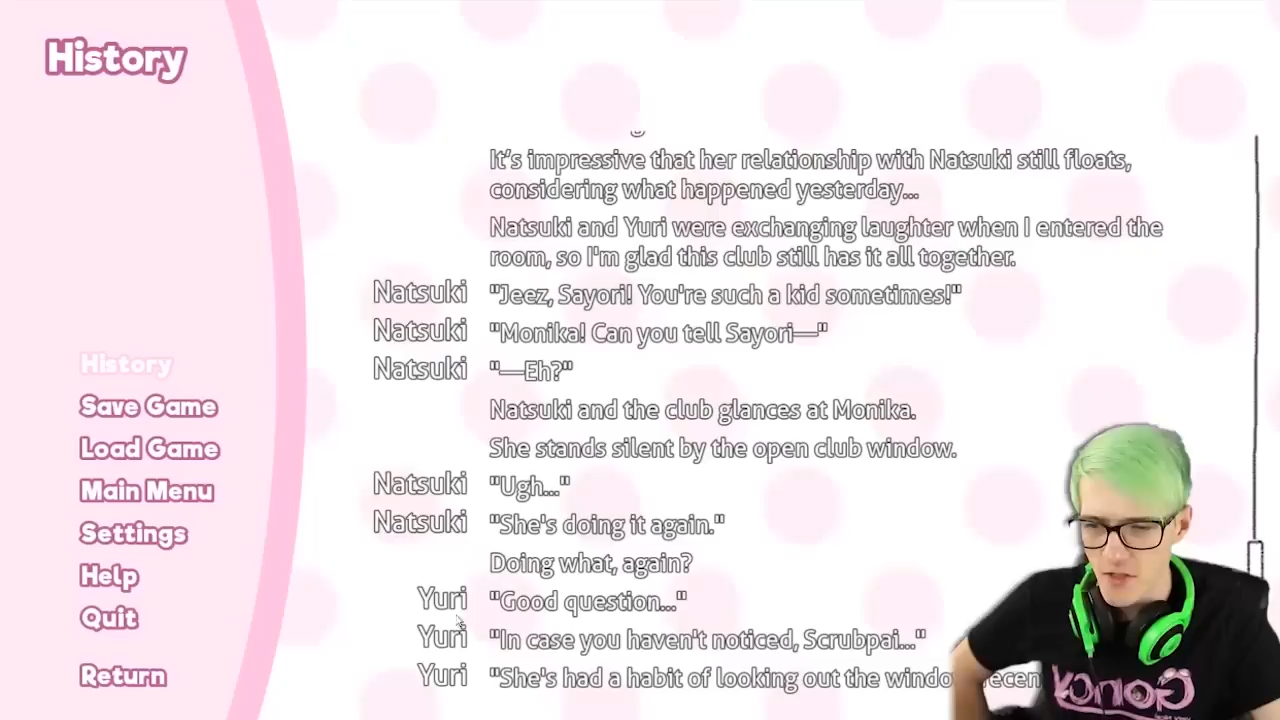 History
It's impressive that her relationship with Natsuki still floats,
considering what happened yesterday...
Natsuki and Yuri were exchanging laughter when I entered the
room, so I'm glad this club still has it all together.
Natsuki "Jeez, Sayori! You're such a kid sometimes!"
Natsuki "Monika! Can you tell Sayori—"
Natsuki "—Eh?"
Natsuki and the club glances at Monika.
She stands silent by the open club window.
Natsuki "Ugh..."
Natsuki "She's doing it again."
Doing what, again?
Yuri "Good question..."
Yuri "In case you haven't noticed, Scrubpai..."
Yuri "She's had a habit of looking out the
History
Save Game
Load Game
Main Menu
Settings
Help
Quit
Return